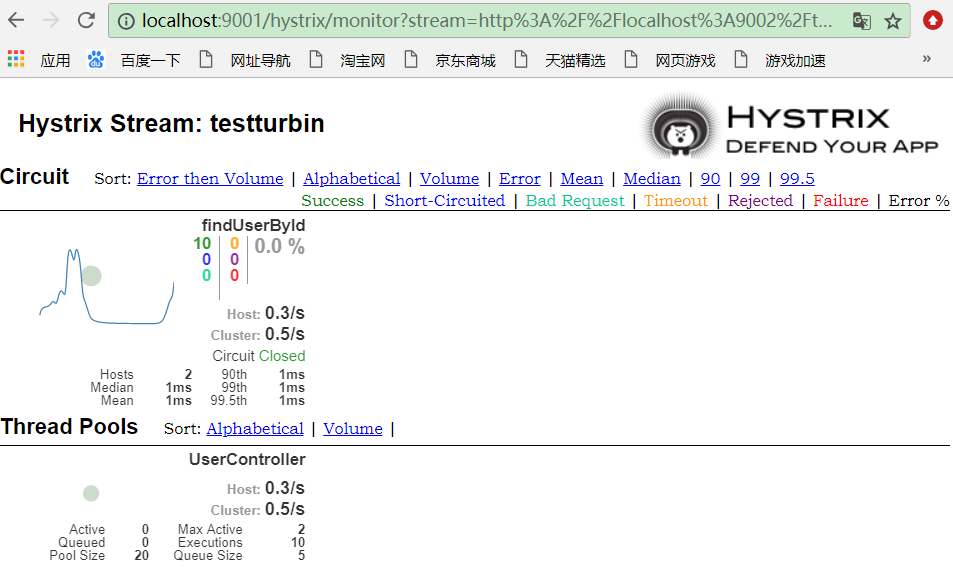 localhost:9001/hystrix/monitor?stream=http%3A%2F%2Flocalhost%3A9002%2Ft...
应用 百度一下 网址导航 淘宝网 京东商城 天猫精选 网页游戏 游戏加速 »
Hystrix Stream: testturbin
HYSTRIX
DEFEND YOUR APP
Circuit Sort: Error then Volume | Alphabetical | Volume | Error | Mean | Median | 90 | 99 | 99.5
Success | Short-Circuited | Bad Request | Timeout | Rejected | Failure | Error %
findUserById
10 0 0.0 %
0 0
0 0
Host: 0.3/s
Cluster: 0.5/s
Circuit Closed
Hosts 2 90th 1ms
Median 1ms 99th 1ms
Mean 1ms 99.5th 1ms
Thread Pools Sort: Alphabetical | Volume |
UserController
Host: 0.3/s
Cluster: 0.5/s
Active 0 Max Active 2
Queued 0 Executions 10
Pool Size 20 Queue Size 5